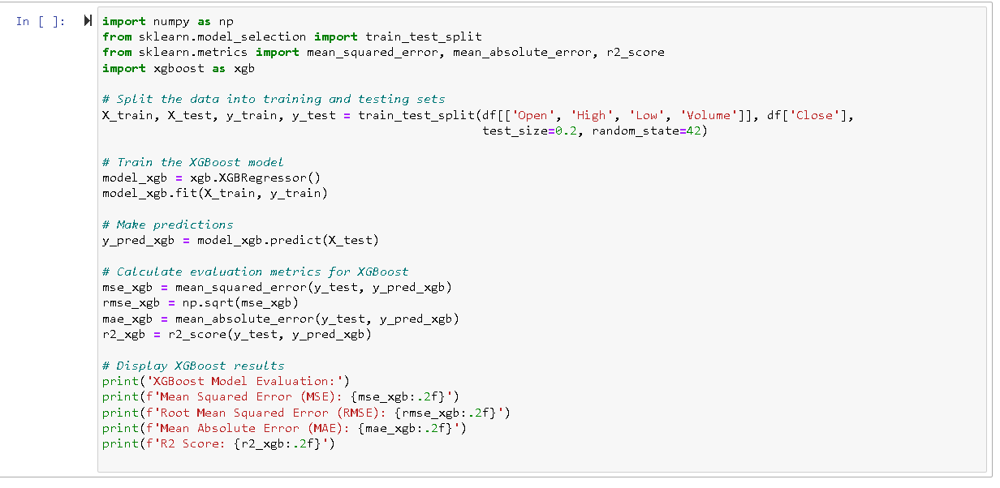 In [ ]:
import numpy as np
from sklearn.model_selection import train_test_split
from sklearn.metrics import mean_squared_error, mean_absolute_error, r2_score
import xgboost as xgb

# Split the data into training and testing sets
X_train, X_test, y_train, y_test = train_test_split(df[['Open', 'High', 'Low', 'Volume']], df['Close'],
                                                    test_size=0.2, random_state=42)

# Train the XGBoost model
model_xgb = xgb.XGBRegressor()
model_xgb.fit(X_train, y_train)

# Make predictions
y_pred_xgb = model_xgb.predict(X_test)

# Calculate evaluation metrics for XGBoost
mse_xgb = mean_squared_error(y_test, y_pred_xgb)
rmse_xgb = np.sqrt(mse_xgb)
mae_xgb = mean_absolute_error(y_test, y_pred_xgb)
r2_xgb = r2_score(y_test, y_pred_xgb)

# Display XGBoost results
print('XGBoost Model Evaluation:')
print(f'Mean Squared Error (MSE): {mse_xgb:.2f}')
print(f'Root Mean Squared Error (RMSE): {rmse_xgb:.2f}')
print(f'Mean Absolute Error (MAE): {mae_xgb:.2f}')
print(f'R2 Score: {r2_xgb:.2f}')